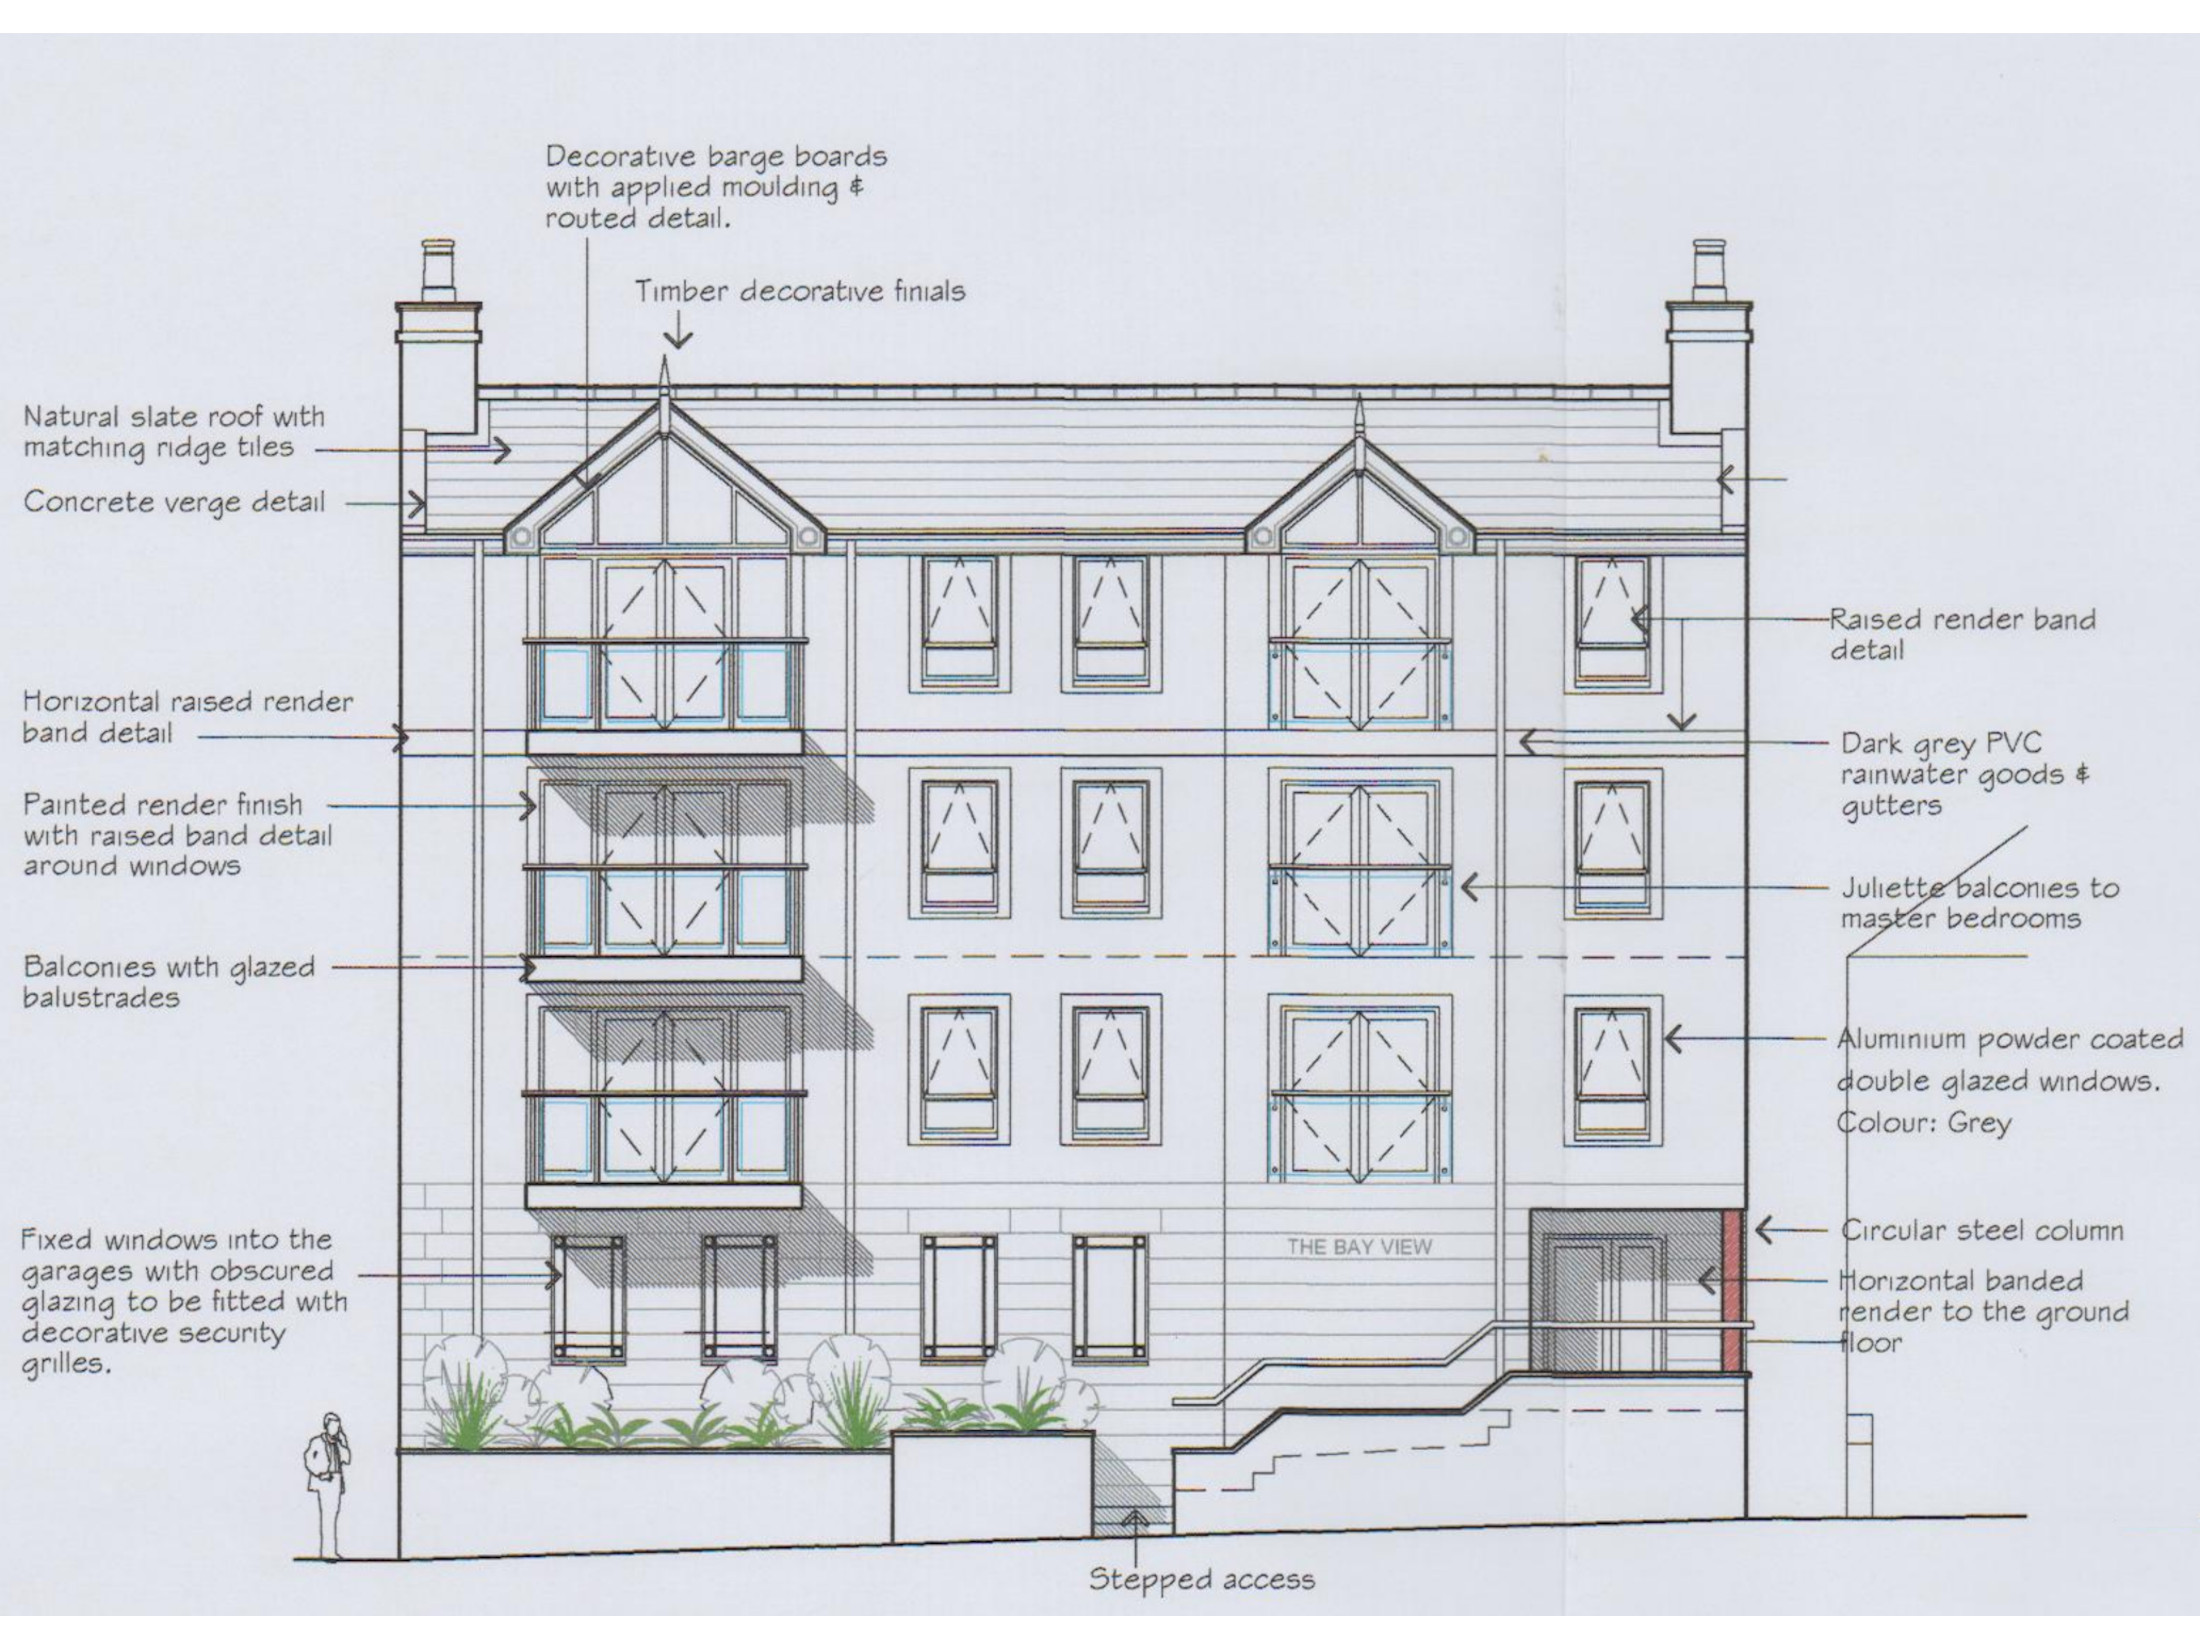 Decorative barge boards
with applied moulding &
routed detail.
Timber decorative finials
Natural slate roof with
matching ridge tiles
Concrete verge detail
Horizontal raised render
band detail
Painted render finish
with raised band detail
around windows
Balconies with glazed
balustrades
Fixed windows into the
garages with obscured
glazing to be fitted with
decorative security
grilles.
Raised render band
detail
Dark grey PVC
rainwater goods &
gutters
Juliette balconies to
master bedrooms
Aluminium powder coated
double glazed windows.
Colour: Grey
THE BAY VIEW
Circular steel column
Horizontal banded
render to the ground
floor
Stepped access